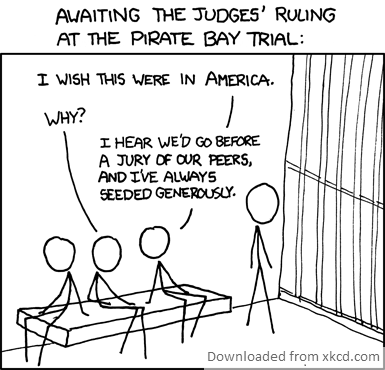 AWAITING THE JUDGES' RULING
AT THE PIRATE BAY TRIAL:
I WISH THIS WERE IN AMERICA.
WHY?
I HEAR WE'D GO BEFORE
A JURY OF OUR PEERS,
AND I'VE ALWAYS
SEEDED GENEROUSLY.
Downloaded from xkcd.com